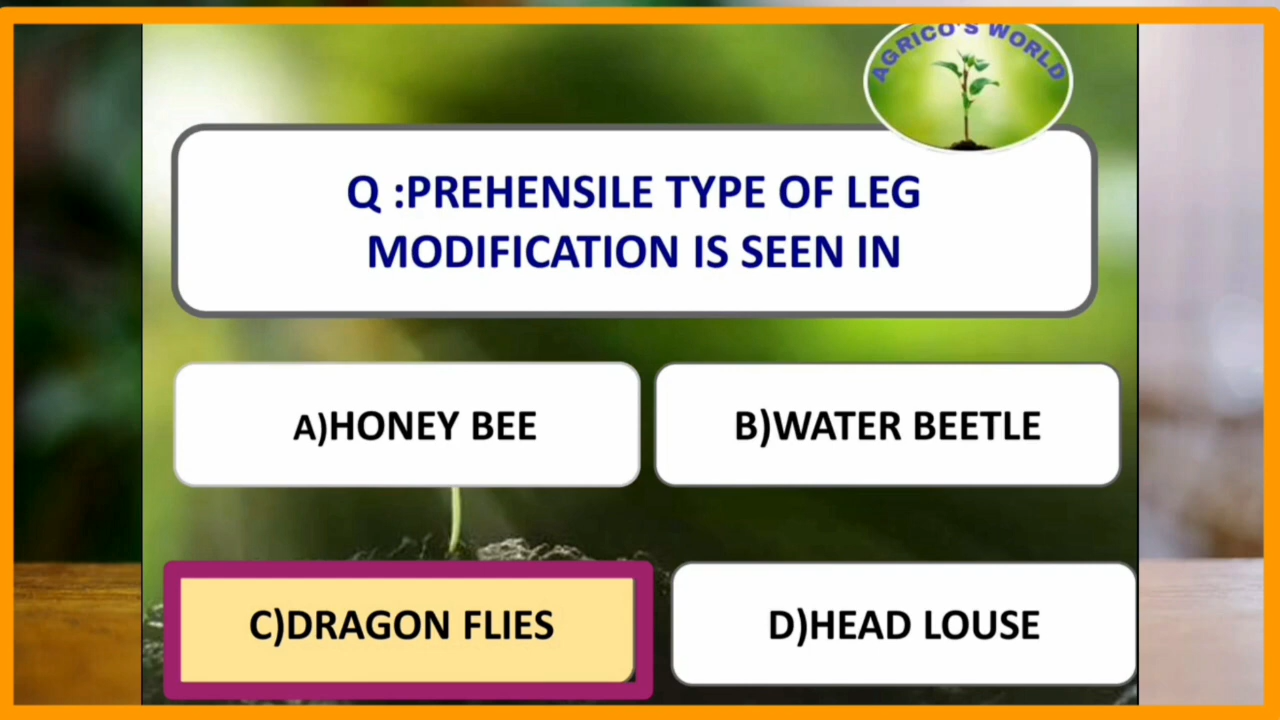 AGRICO'S WORLD
Q :PREHENSILE TYPE OF LEG
MODIFICATION IS SEEN IN
A)HONEY BEE
B)WATER BEETLE
C)DRAGON FLIES
D)HEAD LOUSE